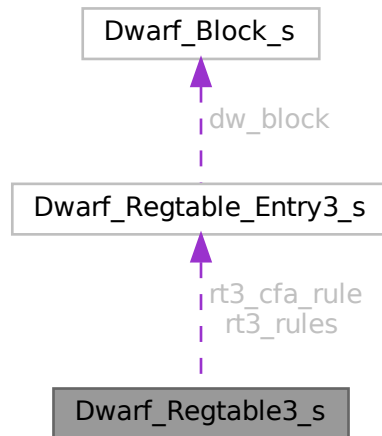 Dwarf_Block_s
dw_block
Dwarf_Regtable_Entry3_s
rt3_cfa_rule
rt3_rules
Dwarf_Regtable3_s